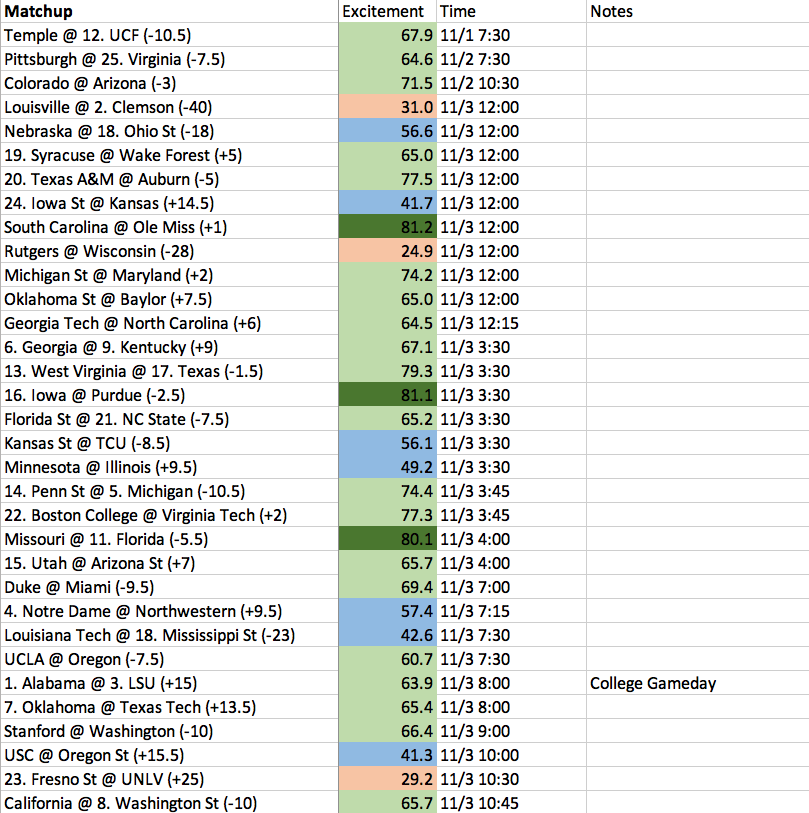 Matchup Excitement Time Notes
Temple @ 12. UCF (-10.5) 67.9 11/1 7:30
Pittsburgh @ 25. Virginia (-7.5) 64.6 11/2 7:30
Colorado @ Arizona (-3) 71.5 11/2 10:30
Louisville @ 2. Clemson (-40) 31.0 11/3 12:00
Nebraska @ 18. Ohio St (-18) 56.6 11/3 12:00
19. Syracuse @ Wake Forest (+5) 65.0 11/3 12:00
20. Texas A&M @ Auburn (-5) 77.5 11/3 12:00
24. Iowa St @ Kansas (+14.5) 41.7 11/3 12:00
South Carolina @ Ole Miss (+1) 81.2 11/3 12:00
Rutgers @ Wisconsin (-28) 24.9 11/3 12:00
Michigan St @ Maryland (+2) 74.2 11/3 12:00
Oklahoma St @ Baylor (+7.5) 65.0 11/3 12:00
Georgia Tech @ North Carolina (+6) 64.5 11/3 12:15
6. Georgia @ 9. Kentucky (+9) 67.1 11/3 3:30
13. West Virginia @ 17. Texas (-1.5) 79.3 11/3 3:30
16. Iowa @ Purdue (-2.5) 81.1 11/3 3:30
Florida St @ 21. NC State (-7.5) 65.2 11/3 3:30
Kansas St @ TCU (-8.5) 56.1 11/3 3:30
Minnesota @ Illinois (+9.5) 49.2 11/3 3:30
14. Penn St @ 5. Michigan (-10.5) 74.4 11/3 3:45
22. Boston College @ Virginia Tech (+2) 77.3 11/3 3:45
Missouri @ 11. Florida (-5.5) 80.1 11/3 4:00
15. Utah @ Arizona St (+7) 65.7 11/3 4:00
Duke @ Miami (-9.5) 69.4 11/3 7:00
4. Notre Dame @ Northwestern (+9.5) 57.4 11/3 7:15
Louisiana Tech @ 18. Mississippi St (-23) 42.6 11/3 7:30
UCLA @ Oregon (-7.5) 60.7 11/3 7:30
1. Alabama @ 3. LSU (+15) 63.9 11/3 8:00 College Gameday
7. Oklahoma @ Texas Tech (+13.5) 65.4 11/3 8:00
Stanford @ Washington (-10) 66.4 11/3 9:00
USC @ Oregon St (+15.5) 41.3 11/3 10:00
23. Fresno St @ UNLV (+25) 29.2 11/3 10:30
California @ 8. Washington St (-10) 65.7 11/3 10:45